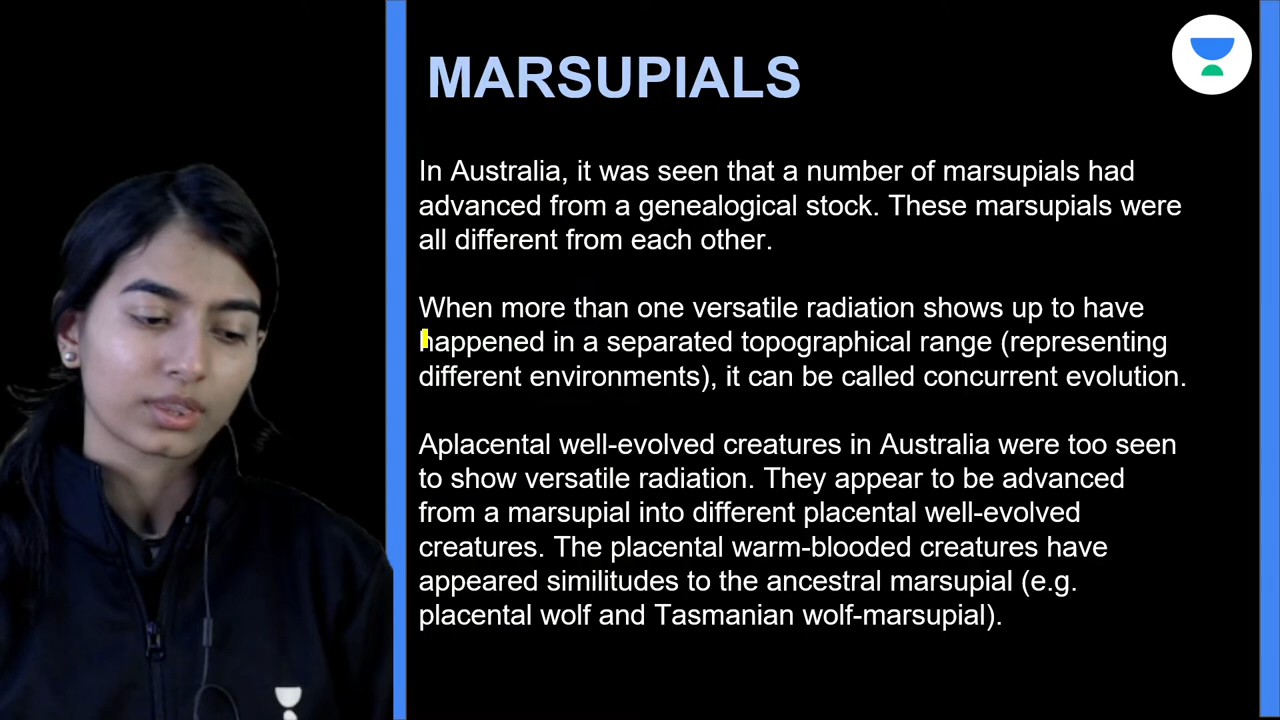 MARSUPIALS
In Australia, it was seen that a number of marsupials had
advanced from a genealogical stock. These marsupials were
all different from each other.
When more than one versatile radiation shows up to have
happened in a separated topographical range (representing
different environments), it can be called concurrent evolution.
Aplacental well-evolved creatures in Australia were too seen
to show versatile radiation. They appear to be advanced
from a marsupial into different placental well-evolved
creatures. The placental warm-blooded creatures have
appeared similitudes to the ancestral marsupial (e.g.
placental wolf and Tasmanian wolf-marsupial).